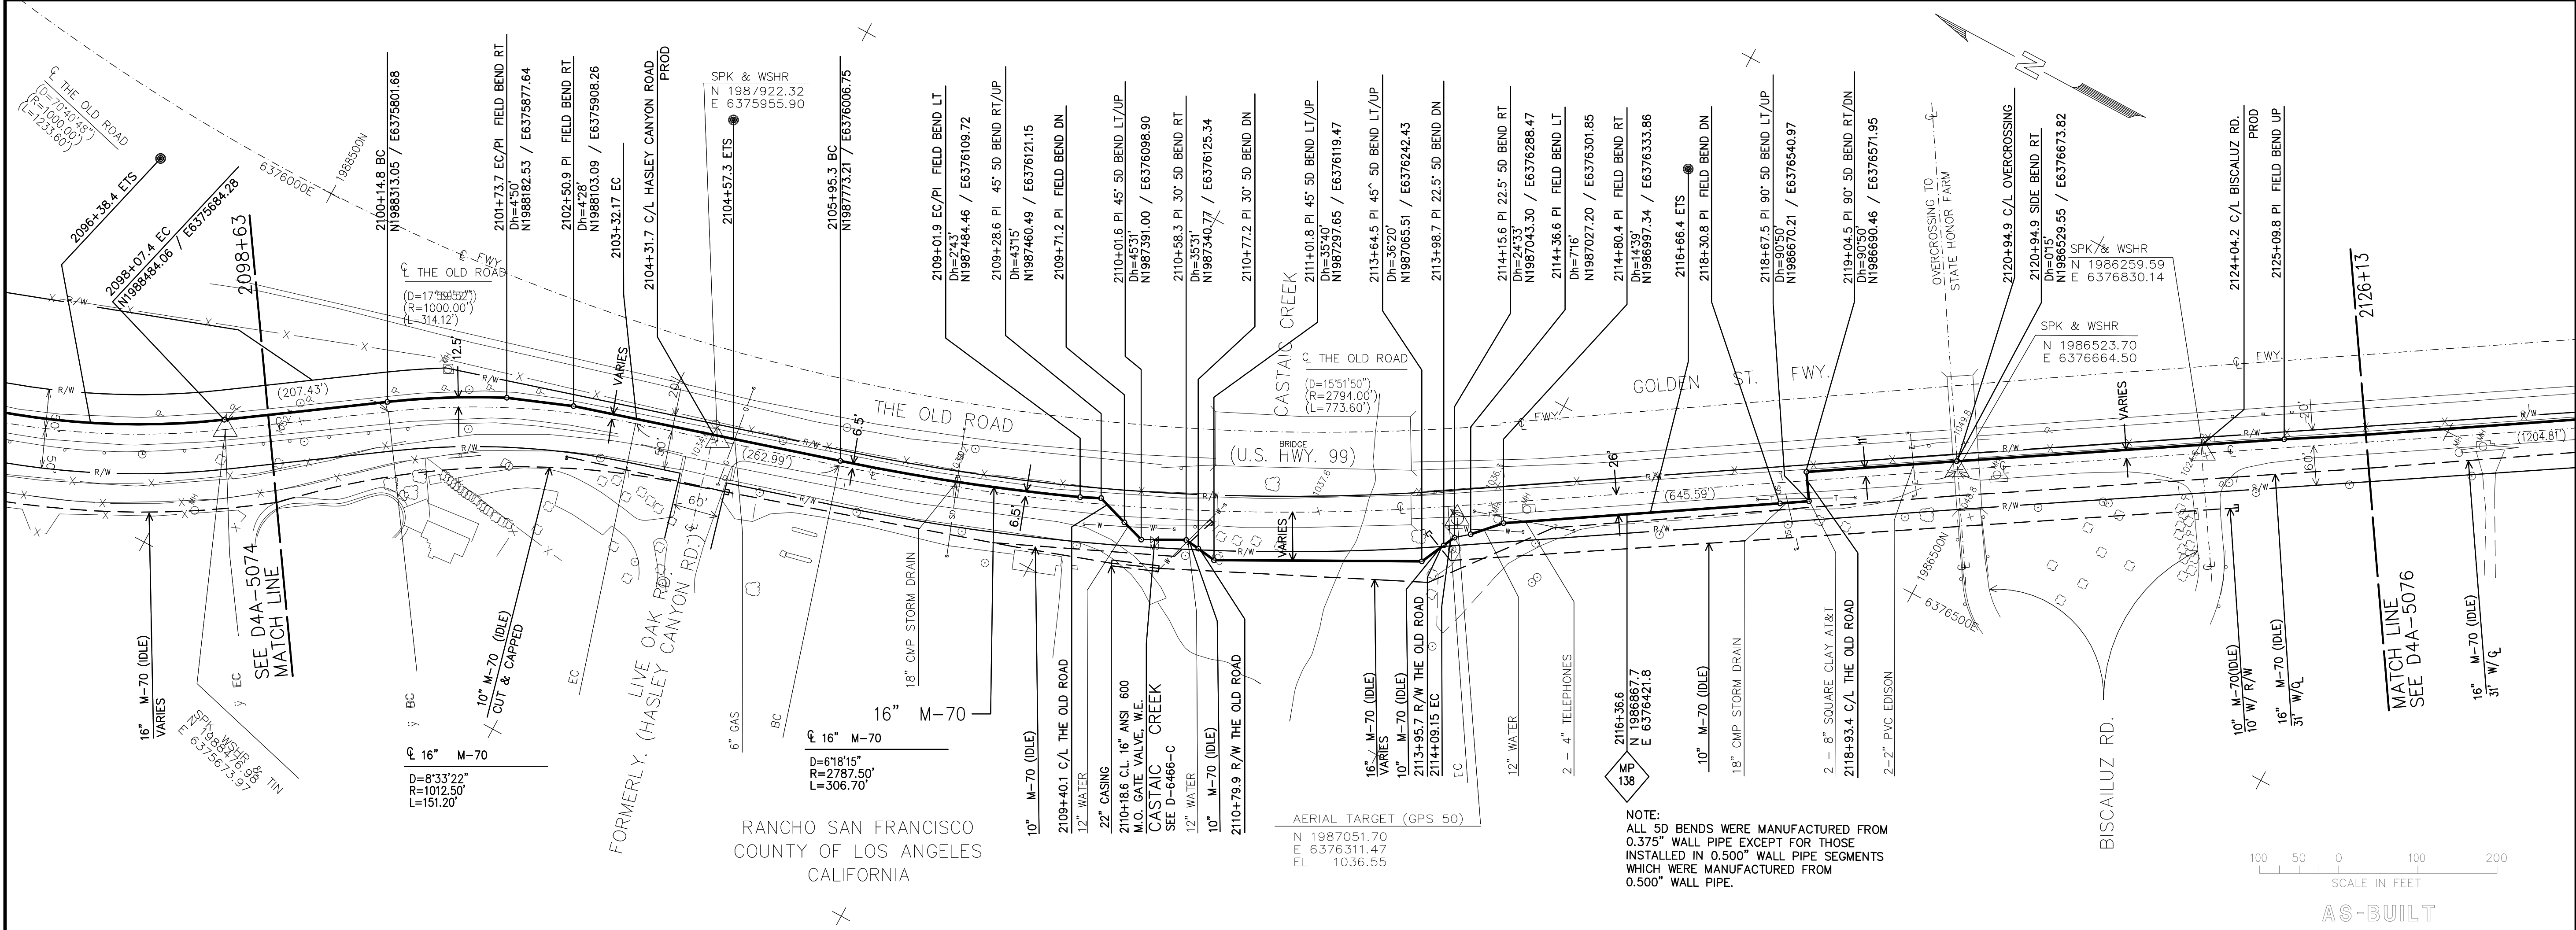 ℄ THE OLD ROAD
(D=70°40'48")
(R=1000.00')
(L=1233.60')
2096+38.4 ETS
2098+07.4 EC
N1988484.06 / E6375684.28
2098+63
6376000E
1988500N
2100+14.8 BC
N1988313.05 / E6375801.68
℄ THE OLD ROAD
(R=1000.00')
(L=314.12')
℄ FWY
2101+73.7 EC/PI FIELD BEND RT
Dh=4°50'
N1988182.53 / E6375877.64
2102+50.9 PI FIELD BEND RT
Dh=4°28'
N1988103.09 / E6375908.26
2103+32.17 EC
2104+31.7 C/L HASLEY CANYON ROAD
PROD
SPK & WSHR
N 1987922.32
E 6375955.90
2104+57.3 ETS
2105+95.3 BC
N1987773.21 / E6376006.75
2109+01.9 EC/PI FIELD BEND LT
Dh=2°43'
N1987484.46 / E6376109.72
2109+28.6 PI 45° 5D BEND RT/UP
Dh=43°15'
N1987460.49 / E6376121.15
2109+71.2 PI FIELD BEND DN
2110+01.6 PI 45° 5D BEND LT/UP
Dh=45°31'
N1987391.00 / E6376098.90
2110+58.3 PI 30° 5D BEND RT
Dh=35°31'
N1987340.77 / E6376125.34
2110+77.2 PI 30° 5D BEND DN
CASTAIC CREEK
2111+01.8 PI 45° 5D BEND LT/UP
Dh=35°40'
N1987297.65 / E6376119.47
2113+64.5 PI 45^ 5D BEND LT/UP
Dh=36°20'
N1987065.51 / E6376242.43
2113+98.7 PI 22.5° 5D BEND DN
2114+15.6 PI 22.5° 5D BEND RT
Dh=24°33'
N1987043.30 / E6376288.47
2114+36.6 PI FIELD BEND LT
Dh=7°16'
N1987027.20 / E6376301.85
2114+80.4 PI FIELD BEND RT
Dh=14°39'
N1986997.34 / E6376333.86
2116+66.4 ETS
2118+30.8 PI FIELD BEND DN
2118+67.5 PI 90° 5D BEND LT/UP
Dh=90°50'
N1986670.21 / E6376540.97
2119+04.5 PI 90° 5D BEND RT/DN
Dh=90°50'
N1986690.46 / E6376571.95
N
OVERCROSSING TO
STATE HONOR FARM
2120+94.9 C/L OVERCROSSING
2120+94.9 SIDE BEND RT
Dh=0°15'
N1986529.55 / E6376673.82
SPK & WSHR
N 1986259.59
E 6376830.14
SPK & WSHR
N 1986523.70
E 6376664.50
2124+04.2 C/L BISCALUZ RD.
PROD
2125+09.8 PI FIELD BEND UP
2126+13
℄ THE OLD ROAD
(D=15°51'50")
(R=2794.00')
(L=773.60')
GOLDEN ST. FWY.
℄ FWY
℄ FWY.
THE OLD ROAD
BRIDGE
(U.S. HWY. 99)
(207.43')
12.5'
VARIES
20'
50'
60'
50'
(262.99')
6.5'
6.5'
60'
VARIES
26'
(645.59')
11'
VARIES
20'
60'
(1204.81')
R/W
R/W
R/W
R/W
R/W
R/W
R/W
R/W
R/W
R/W
R/W
R/W
R/W
R/W
1037.6
1049.8
1986500N
6376500E
SEE D4A-5074
MATCH LINE
16" M-70 (IDLE)
VARIES
EC
SPK WSHR & TIN
N 1988476.98
E 6375673.97
BC
℄ 16" M-70
D=8°33'22"
R=1012.50'
L=151.20'
10" M-70 (IDLE)
CUT & CAPPED
EC
FORMERLY. (HASLEY CANYON RD.)
LIVE OAK RD.
6" GAS
BC
℄ 16" M-70
D=6°18'15"
R=2787.50'
L=306.70'
RANCHO SAN FRANCISCO
COUNTY OF LOS ANGELES
CALIFORNIA
16" M-70
18" CMP STORM DRAIN
10" M-70 (IDLE)
2109+40.1 C/L THE OLD ROAD
12" WATER
22" CASING
2110+18.6 C.L. 16" ANSI 600
M.O. GATE VALVE, W.E.
CASTAIC CREEK
SEE D-6466-C
12" WATER
10" M-70 (IDLE)
2110+79.9 R/W THE OLD ROAD
AERIAL TARGET (GPS 50)
N 1987051.70
E 6376311.47
EL 1036.55
16" M-70 (IDLE)
VARIES
10" M-70 (IDLE)
2113+95.7 R/W THE OLD ROAD
2114+09.15 EC
EC
12" WATER
2 - 4" TELEPHONES
2116+36.6
N 1986867.7
E 6376421.8
MP
138
10" M-70 (IDLE)
18" CMP STORM DRAIN
2 - 8" SQUARE CLAY AT&T
2118+93.4 C/L THE OLD ROAD
2-2" PVC EDISON
NOTE:
ALL 5D BENDS WERE MANUFACTURED FROM
0.375" WALL PIPE EXCEPT FOR THOSE
INSTALLED IN 0.500" WALL PIPE SEGMENTS
WHICH WERE MANUFACTURED FROM
0.500" WALL PIPE.
BISCAILUZ RD.
10" M-70(IDLE)
10' W/ R/W
16" M-70 (IDLE)
31' W/℄
MATCH LINE
SEE D4A-5076
16" M-70 (IDLE)
31' W/℄
100 50 0 100 200
SCALE IN FEET
AS-BUILT